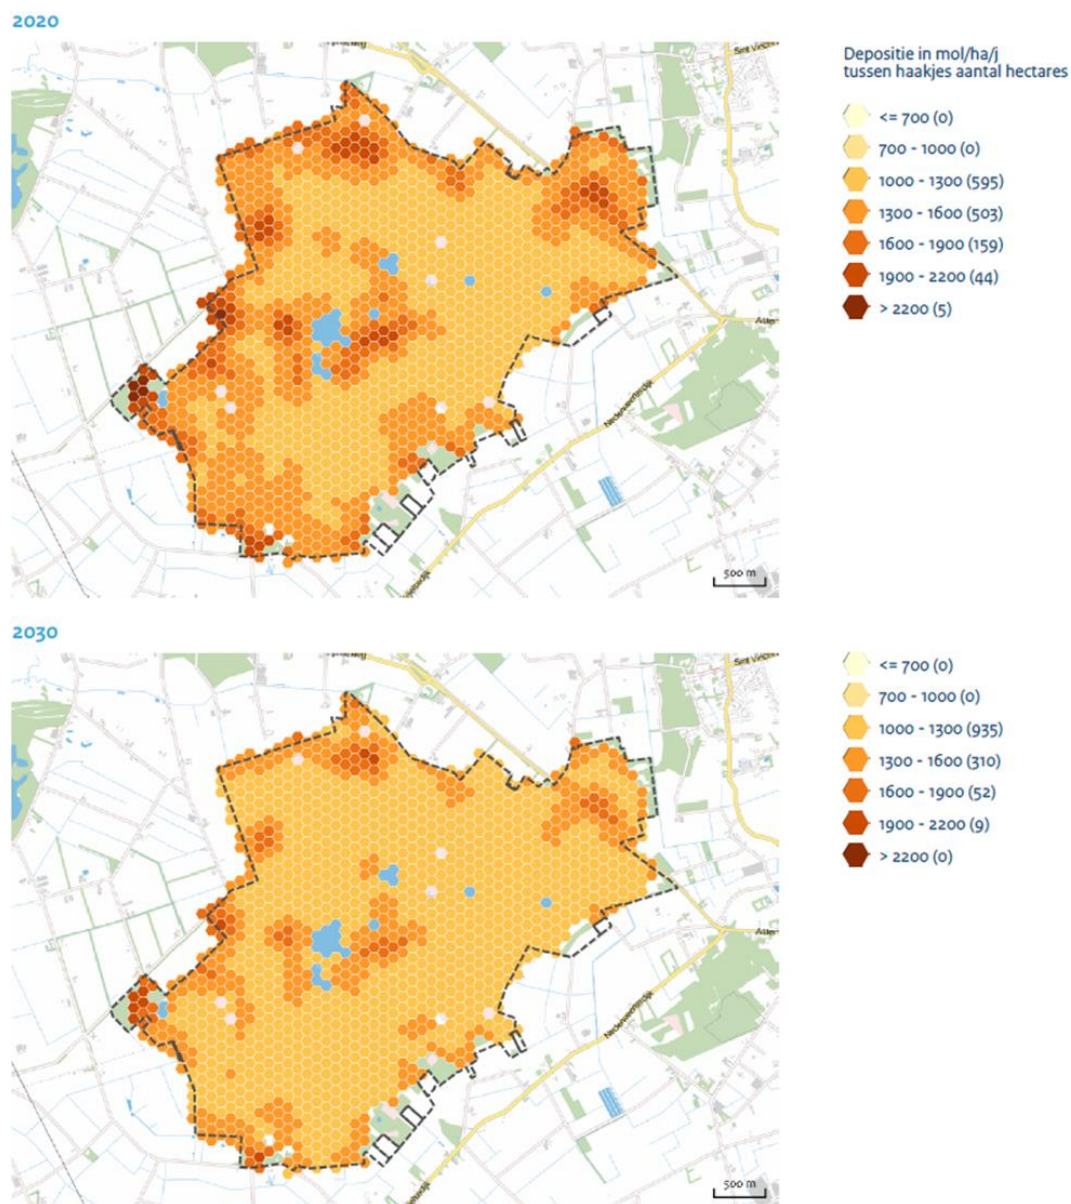 2020
Depositie in mol/ha/j
tussen haakjes aantal hectares
<= 700 (0)
700 - 1000 (0)
1000 - 1300 (595)
1300 - 1600 (503)
1600 - 1900 (159)
1900 - 2200 (44)
> 2200 (5)
500 m
2030
<= 700 (0)
700 - 1000 (0)
1000 - 1300 (935)
1300 - 1600 (310)
1600 - 1900 (52)
1900 - 2200 (9)
> 2200 (0)
500 m